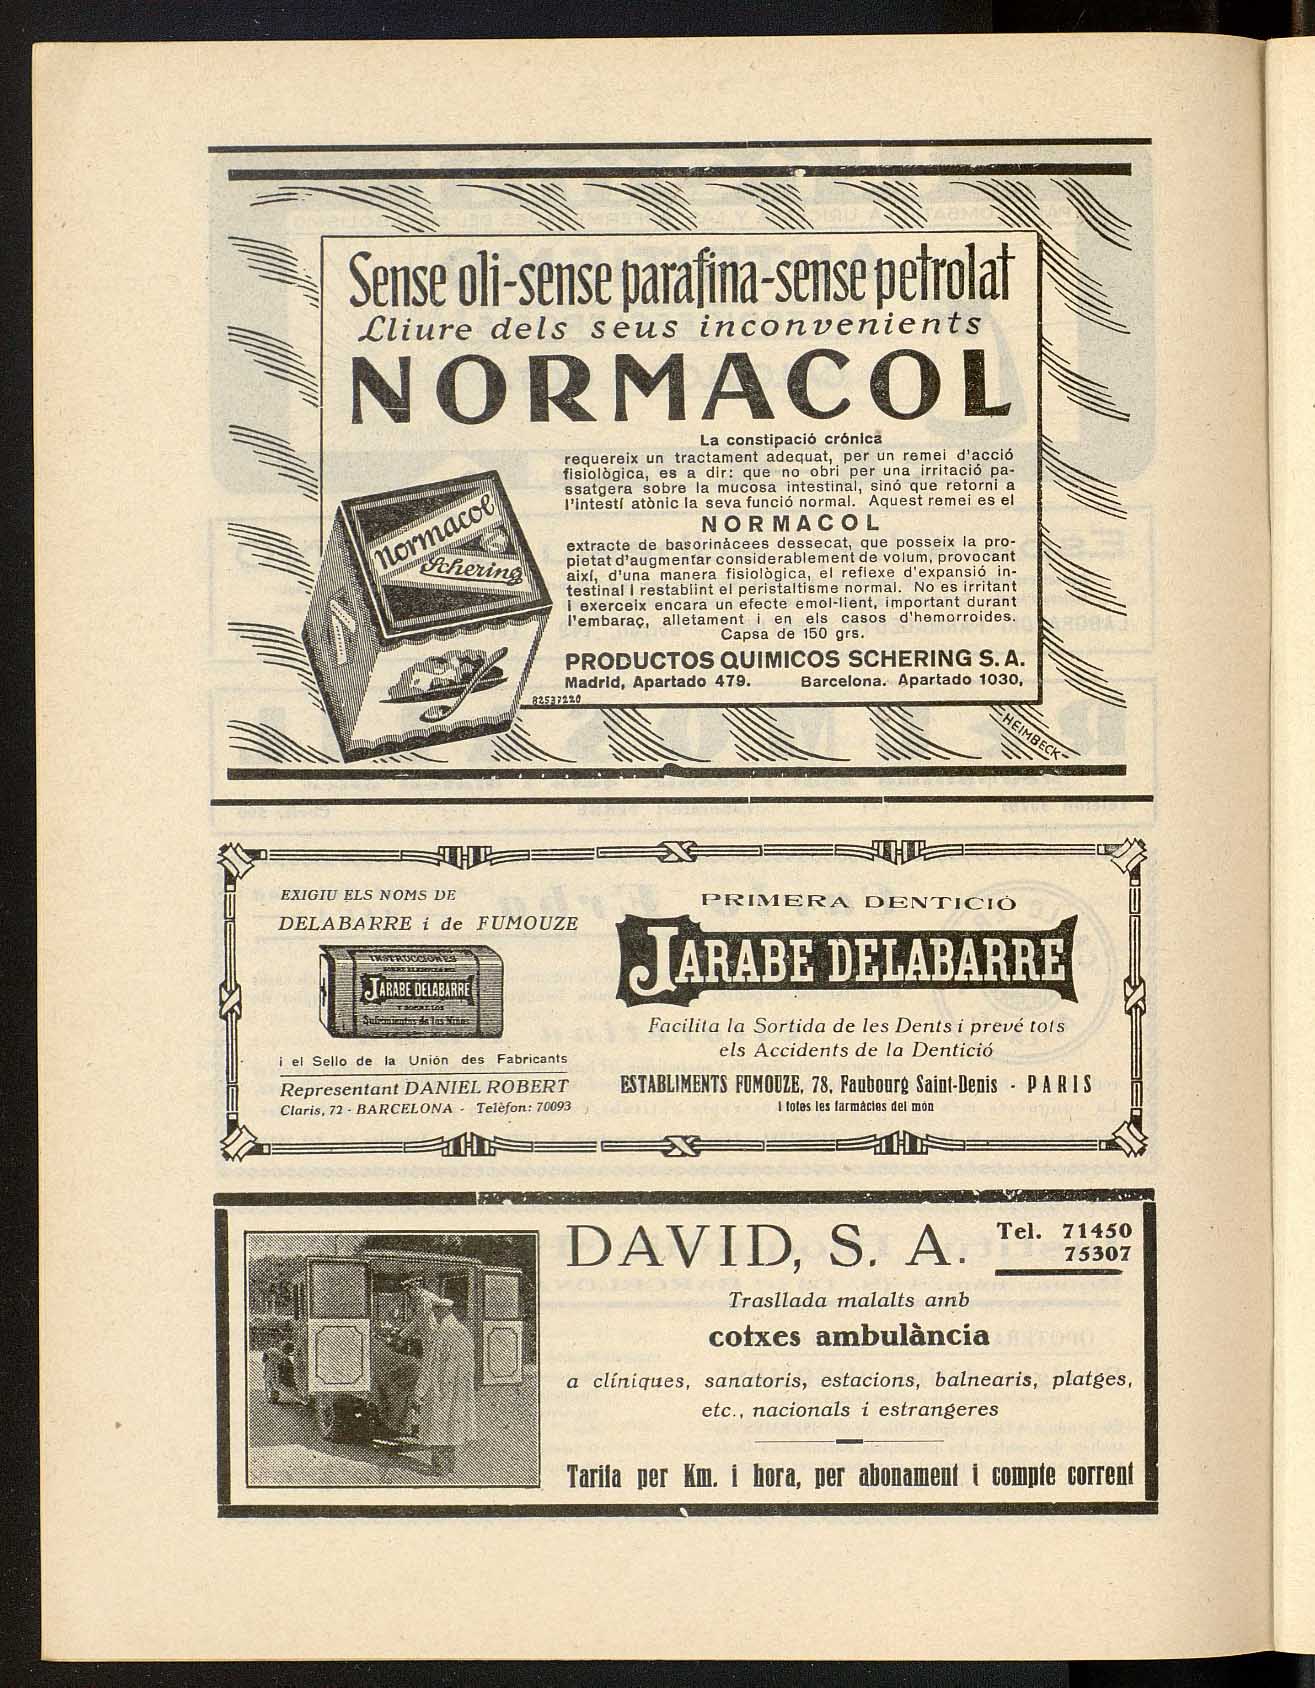 Sense oli-sense parafina-sense petrolat
Lliure dels seus inconvenients
NORMACOL
La constipació crónica
requereix un tractament adequat, per un remei d'acció
fisiològica, es a dir: que no obri per una irritació pa-
ssatgera sobre la mucosa intestinal, sinó que retorni a
l'intestí atònic la seva funció normal. Aquest remei es el
NORMACOL
extracte de basorinàcees dessecat, que posseix la pro-
pietat d'augmentar considerablement de volum, provocant
així, d'una manera fisiològica, el reflexe d'expansió in-
testinal i restablint el peristaltisme normal. No es irritant
i exerceix encara un efecte emol-lient, important durant
l'embaraç, alletament i en els casos d'hemorroides.
Capsa de 150 grs.
PRODUCTOS QUIMICOS SCHERING S. A.
Madrid, Apartado 479. Barcelona. Apartado 1030,
Normacol
Schering
82537220
HEIMBECK
EXIGIU ELS NOMS DE
DELABARRE i de FUMOUZE
INSTRUCCIONES
JARABE DELABARRE
Sufrimientos de los Niños
i el Sello de la Unión des Fabricants
Representant DANIEL ROBERT
Claris, 72 - BARCELONA - Telèfon: 70093
PRIMERA DENTICIÓ
JARABE DELABARRE
Facilita la Sortida de les Dents i prevé tots
els Accidents de la Dentició
ESTABLIMENTS FUMOUZE, 78, Faubourg Saint-Denis - PARIS
i totes les farmàcies del món
DAVID, S. A.
Tel. 71450
75307
Trasllada malalts amb
cotxes ambulància
a clíniques, sanatoris, estacions, balnearis, platges,
etc., nacionals i estrangeres
Tarifa per Km. i hora, per abonament i compte corrent